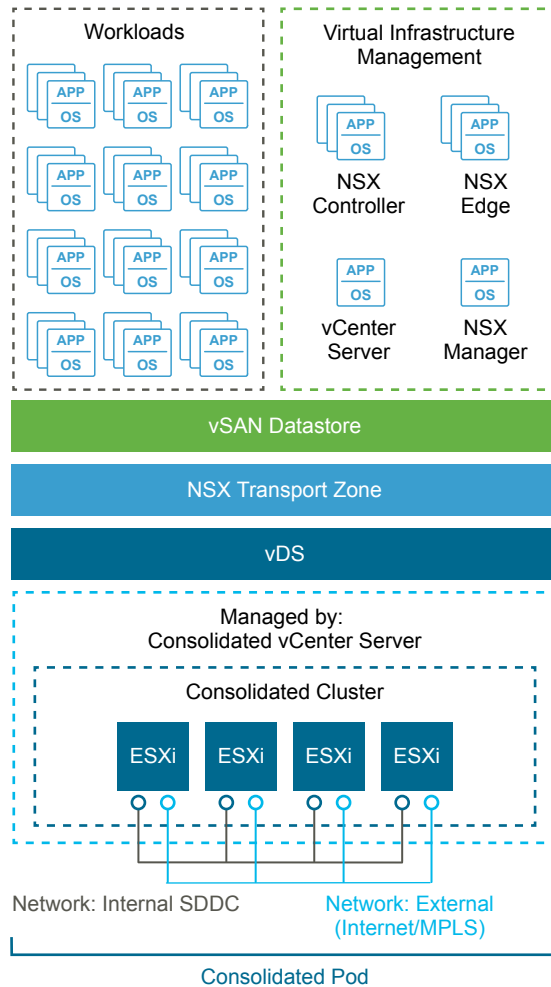 Workloads
APP APP APP
OS OS OS
APP APP APP
OS OS OS
APP APP APP
OS OS OS
APP APP APP
OS OS OS
Virtual Infrastructure
Management
APP APP
OS OS
NSX
Controller
NSX
Edge
APP APP
OS OS
vCenter
Server
NSX
Manager
vSAN Datastore
NSX Transport Zone
vDS
Managed by:
Consolidated vCenter Server
Consolidated Cluster
ESXi ESXi ESXi ESXi
Network: Internal SDDC
Network: External
(Internet/MPLS)
Consolidated Pod